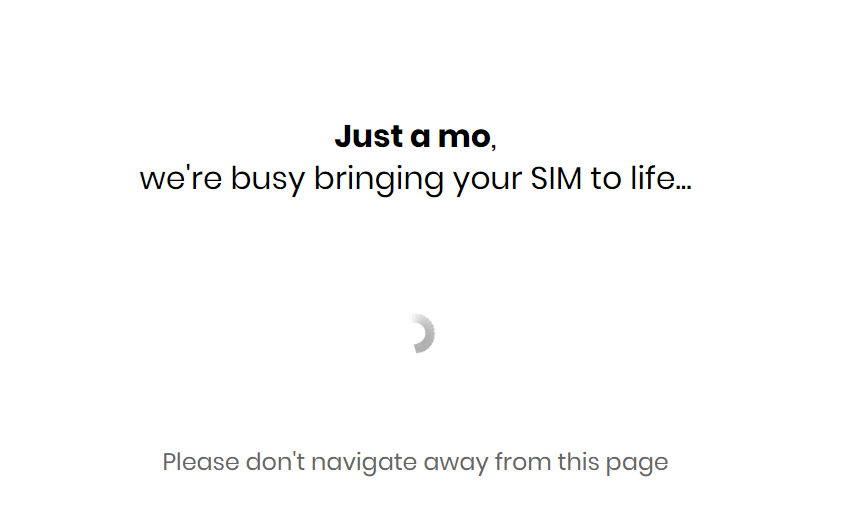 Just a mo,
we're busy bringing your SIM to life...
Please don't navigate away from this page